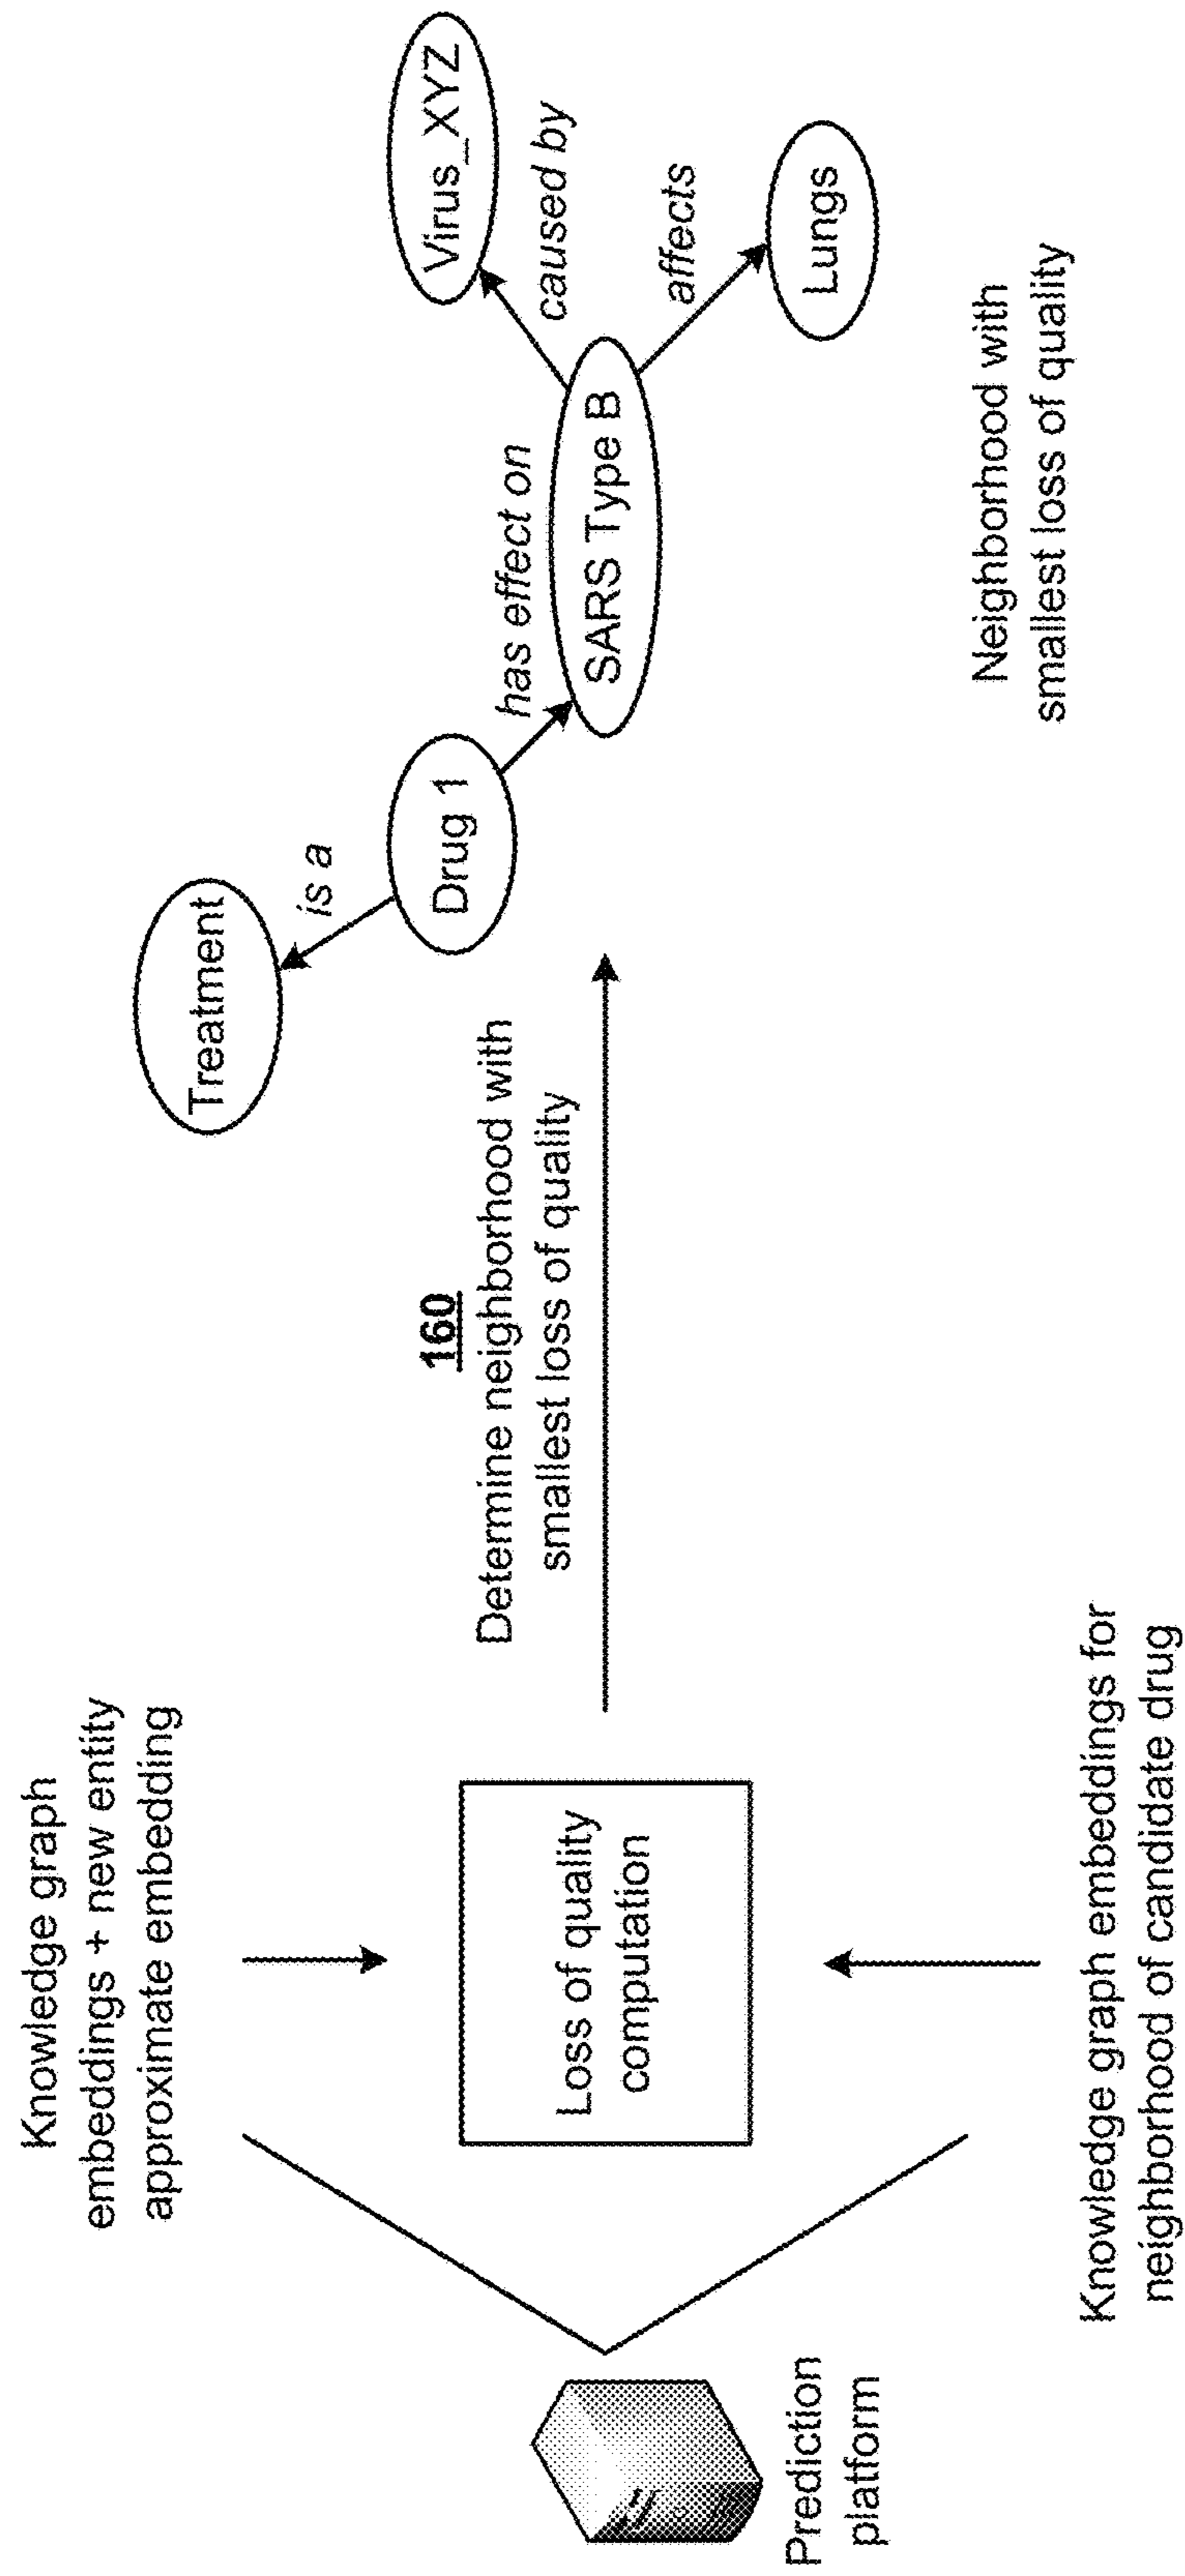 Prediction
platform
Knowledge graph
embeddings + new entity
approximate embedding
Loss of quality
computation
Knowledge graph embeddings for
neighborhood of candidate drug
160
Determine neighborhood with
smallest loss of quality
Treatment
is a
Drug 1
has effect on
SARS Type B
caused by
Virus_XYZ
affects
Lungs
Neighborhood with
smallest loss of quality